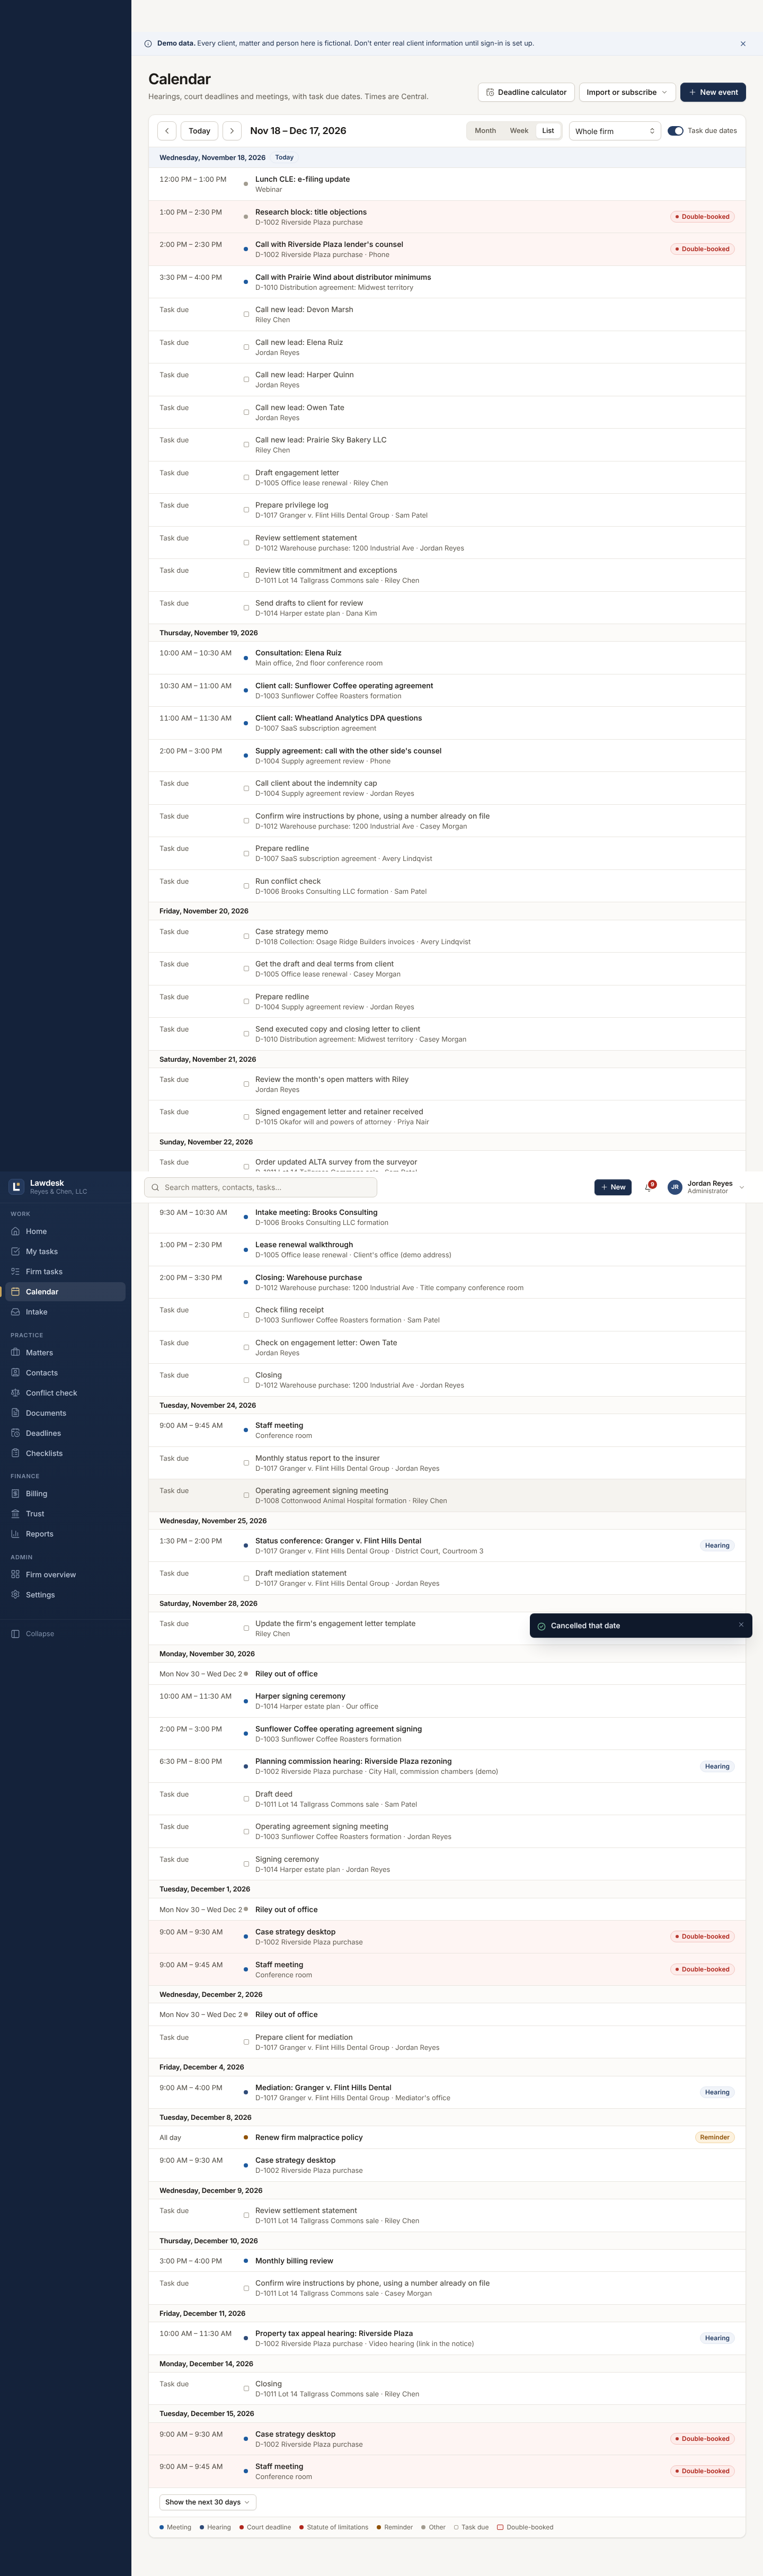 Demo data. Every client, matter and person here is fictional. Don't enter real client information until sign-in is set up.
Calendar
Hearings, court deadlines and meetings, with task due dates. Times are Central.
Deadline calculator
Import or subscribe
New event
Today
Nov 18 – Dec 17, 2026
Month
Week
List
Whole firm
Task due dates
Wednesday, November 18, 2026 Today
12:00 PM – 1:00 PM Lunch CLE: e-filing update
Webinar
1:00 PM – 2:30 PM Research block: title objections Double-booked
D-1002 Riverside Plaza purchase
2:00 PM – 2:30 PM Call with Riverside Plaza lender's counsel Double-booked
D-1002 Riverside Plaza purchase · Phone
3:30 PM – 4:00 PM Call with Prairie Wind about distributor minimums
D-1010 Distribution agreement: Midwest territory
Task due Call new lead: Devon Marsh
Riley Chen
Task due Call new lead: Elena Ruiz
Jordan Reyes
Task due Call new lead: Harper Quinn
Jordan Reyes
Task due Call new lead: Owen Tate
Jordan Reyes
Task due Call new lead: Prairie Sky Bakery LLC
Riley Chen
Task due Draft engagement letter
D-1005 Office lease renewal · Riley Chen
Task due Prepare privilege log
D-1017 Granger v. Flint Hills Dental Group · Sam Patel
Task due Review settlement statement
D-1012 Warehouse purchase: 1200 Industrial Ave · Jordan Reyes
Task due Review title commitment and exceptions
D-1011 Lot 14 Tallgrass Commons sale · Riley Chen
Task due Send drafts to client for review
D-1014 Harper estate plan · Dana Kim
Thursday, November 19, 2026
10:00 AM – 10:30 AM Consultation: Elena Ruiz
Main office, 2nd floor conference room
10:30 AM – 11:00 AM Client call: Sunflower Coffee operating agreement
D-1003 Sunflower Coffee Roasters formation
11:00 AM – 11:30 AM Client call: Wheatland Analytics DPA questions
D-1007 SaaS subscription agreement
2:00 PM – 3:00 PM Supply agreement: call with the other side's counsel
D-1004 Supply agreement review · Phone
Task due Call client about the indemnity cap
D-1004 Supply agreement review · Jordan Reyes
Task due Confirm wire instructions by phone, using a number already on file
D-1012 Warehouse purchase: 1200 Industrial Ave · Casey Morgan
Task due Prepare redline
D-1007 SaaS subscription agreement · Avery Lindqvist
Task due Run conflict check
D-1006 Brooks Consulting LLC formation · Sam Patel
Friday, November 20, 2026
Task due Case strategy memo
D-1018 Collection: Osage Ridge Builders invoices · Avery Lindqvist
Task due Get the draft and deal terms from client
D-1005 Office lease renewal · Casey Morgan
Task due Prepare redline
D-1004 Supply agreement review · Jordan Reyes
Task due Send executed copy and closing letter to client
D-1010 Distribution agreement: Midwest territory · Casey Morgan
Saturday, November 21, 2026
Task due Review the month's open matters with Riley
Jordan Reyes
Task due Signed engagement letter and retainer received
D-1015 Okafor will and powers of attorney · Priya Nair
Sunday, November 22, 2026
Task due Order updated ALTA survey from the surveyor
Lawdesk
Reyes & Chen, LLC
Search matters, contacts, tasks...
New
Jordan Reyes
Administrator
JR
WORK
Home
My tasks
Firm tasks
Calendar
Intake
PRACTICE
Matters
Contacts
Conflict check
Documents
Deadlines
Checklists
FINANCE
Billing
Trust
Reports
ADMIN
Firm overview
Settings
Collapse
9:30 AM – 10:30 AM Intake meeting: Brooks Consulting
D-1006 Brooks Consulting LLC formation
1:00 PM – 2:30 PM Lease renewal walkthrough
D-1005 Office lease renewal · Client's office (demo address)
2:00 PM – 3:30 PM Closing: Warehouse purchase
D-1012 Warehouse purchase: 1200 Industrial Ave · Title company conference room
Task due Check filing receipt
D-1003 Sunflower Coffee Roasters formation · Sam Patel
Task due Check on engagement letter: Owen Tate
Jordan Reyes
Task due Closing
D-1012 Warehouse purchase: 1200 Industrial Ave · Jordan Reyes
Tuesday, November 24, 2026
9:00 AM – 9:45 AM Staff meeting
Conference room
Task due Monthly status report to the insurer
D-1017 Granger v. Flint Hills Dental Group · Jordan Reyes
Task due Operating agreement signing meeting
D-1008 Cottonwood Animal Hospital formation · Riley Chen
Wednesday, November 25, 2026
1:30 PM – 2:00 PM Status conference: Granger v. Flint Hills Dental Hearing
D-1017 Granger v. Flint Hills Dental Group · District Court, Courtroom 3
Task due Draft mediation statement
D-1017 Granger v. Flint Hills Dental Group · Jordan Reyes
Saturday, November 28, 2026
Task due Update the firm's engagement letter template
Riley Chen
Cancelled that date
Monday, November 30, 2026
Mon Nov 30 – Wed Dec 2 Riley out of office
10:00 AM – 11:30 AM Harper signing ceremony
D-1014 Harper estate plan · Our office
2:00 PM – 3:00 PM Sunflower Coffee operating agreement signing
D-1003 Sunflower Coffee Roasters formation
6:30 PM – 8:00 PM Planning commission hearing: Riverside Plaza rezoning Hearing
D-1002 Riverside Plaza purchase · City Hall, commission chambers (demo)
Task due Draft deed
D-1011 Lot 14 Tallgrass Commons sale · Sam Patel
Task due Operating agreement signing meeting
D-1003 Sunflower Coffee Roasters formation · Jordan Reyes
Task due Signing ceremony
D-1014 Harper estate plan · Jordan Reyes
Tuesday, December 1, 2026
Mon Nov 30 – Wed Dec 2 Riley out of office
9:00 AM – 9:30 AM Case strategy desktop Double-booked
D-1002 Riverside Plaza purchase
9:00 AM – 9:45 AM Staff meeting Double-booked
Conference room
Wednesday, December 2, 2026
Mon Nov 30 – Wed Dec 2 Riley out of office
Task due Prepare client for mediation
D-1017 Granger v. Flint Hills Dental Group · Jordan Reyes
Friday, December 4, 2026
9:00 AM – 4:00 PM Mediation: Granger v. Flint Hills Dental Hearing
D-1017 Granger v. Flint Hills Dental Group · Mediator's office
Tuesday, December 8, 2026
All day Renew firm malpractice policy Reminder
9:00 AM – 9:30 AM Case strategy desktop
D-1002 Riverside Plaza purchase
Wednesday, December 9, 2026
Task due Review settlement statement
D-1011 Lot 14 Tallgrass Commons sale · Riley Chen
Thursday, December 10, 2026
3:00 PM – 4:00 PM Monthly billing review
Task due Confirm wire instructions by phone, using a number already on file
D-1011 Lot 14 Tallgrass Commons sale · Casey Morgan
Friday, December 11, 2026
10:00 AM – 11:30 AM Property tax appeal hearing: Riverside Plaza Hearing
D-1002 Riverside Plaza purchase · Video hearing (link in the notice)
Monday, December 14, 2026
Task due Closing
D-1011 Lot 14 Tallgrass Commons sale · Riley Chen
Tuesday, December 15, 2026
9:00 AM – 9:30 AM Case strategy desktop Double-booked
D-1002 Riverside Plaza purchase
9:00 AM – 9:45 AM Staff meeting Double-booked
Conference room
Show the next 30 days
Meeting Hearing Court deadline Statute of limitations Reminder Other Task due Double-booked